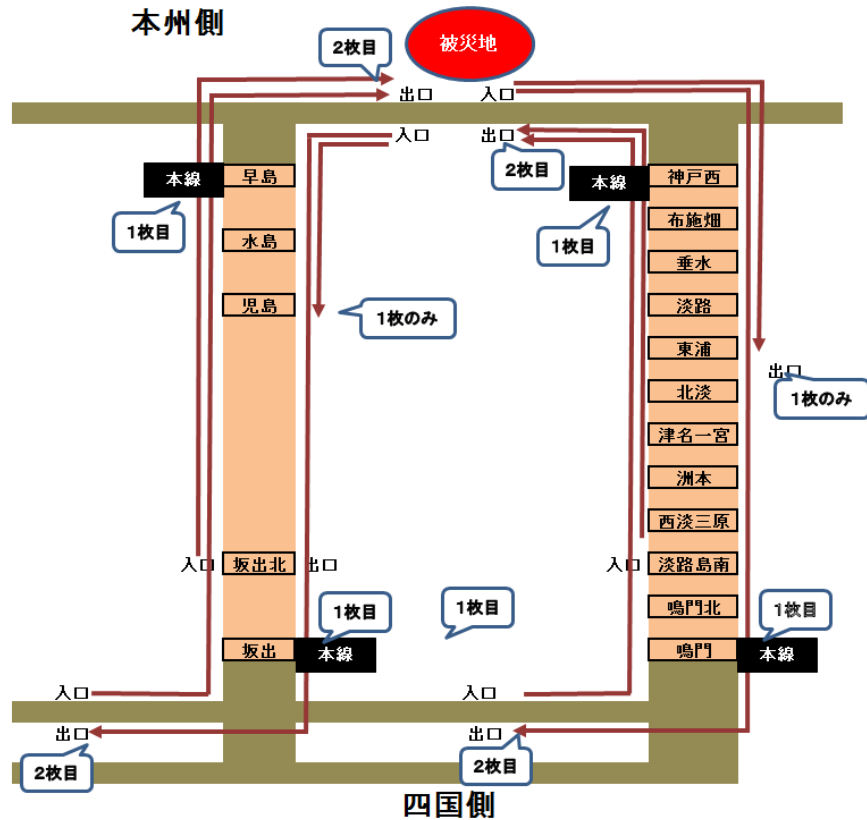 本州側
被災地
2枚目
出口
入口
入口
出口
2枚目
本線
早島
本線
神戸西
1枚目
1枚目
水島
布施畑
垂水
児島
1枚のみ
淡路
東浦
出口
1枚のみ
北淡
津名一宮
洲本
西淡三原
入口
坂出北
出口
入口
淡路島南
1枚目
1枚目
鳴門北
1枚目
坂出
本線
鳴門
本線
入口
入口
出口
出口
2枚目
2枚目
四国側